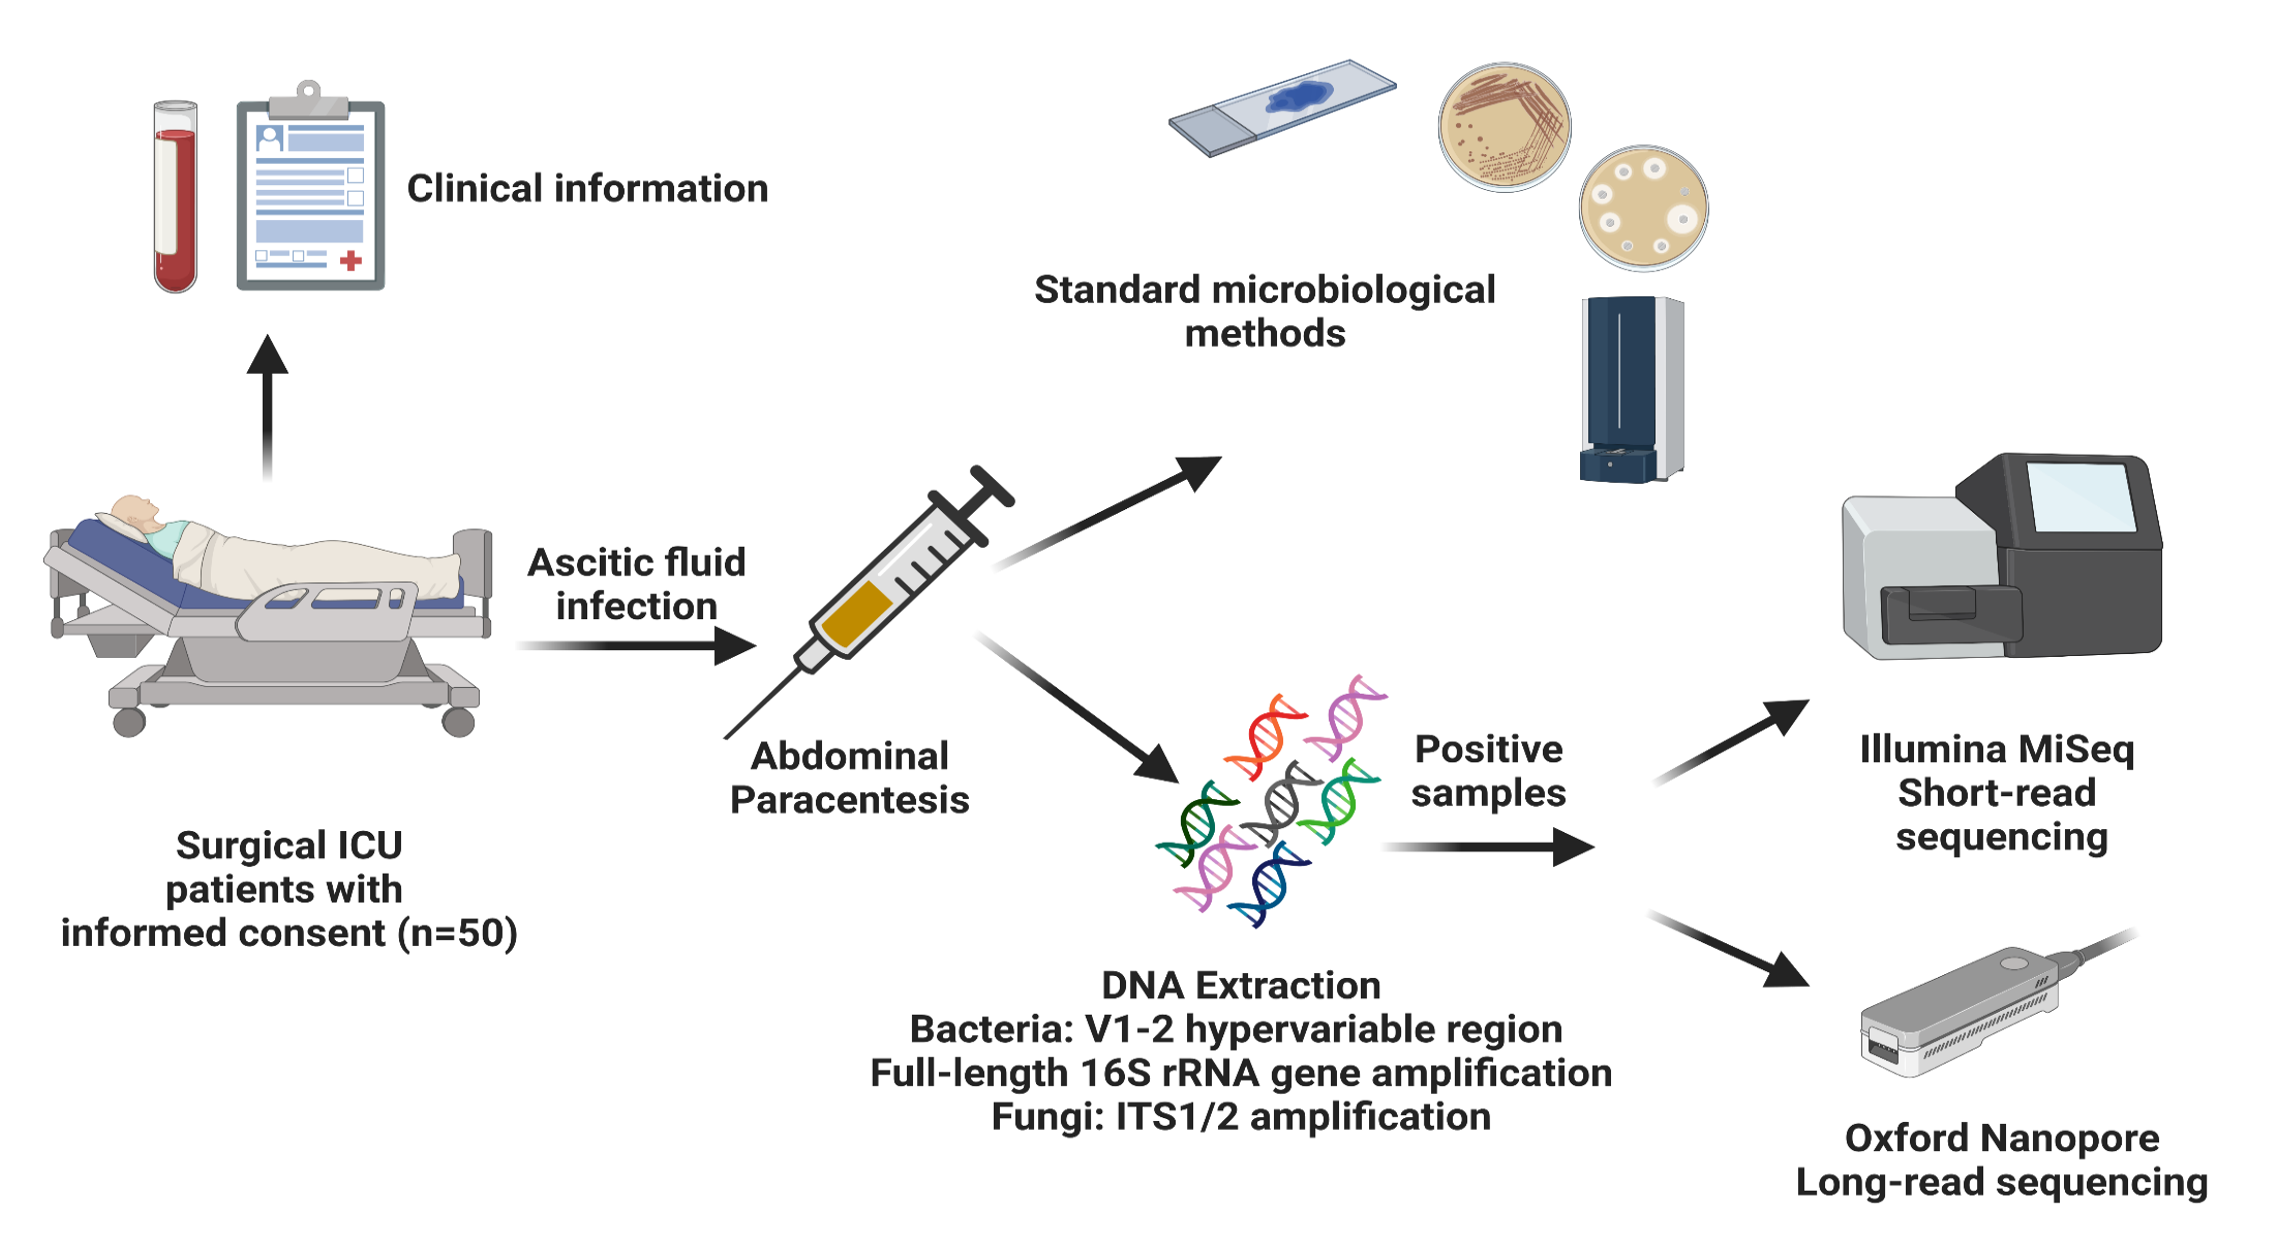 Clinical information
Standard microbiological
methods
Ascitic fluid
infection
Abdominal
Paracentesis
Surgical ICU
patients with
informed consent (n=50)
Positive
samples
DNA Extraction
Bacteria: V1-2 hypervariable region
Full-length 16S rRNA gene amplification
Fungi: ITS1/2 amplification
Illumina MiSeq
Short-read
sequencing
Oxford Nanopore
Long-read sequencing